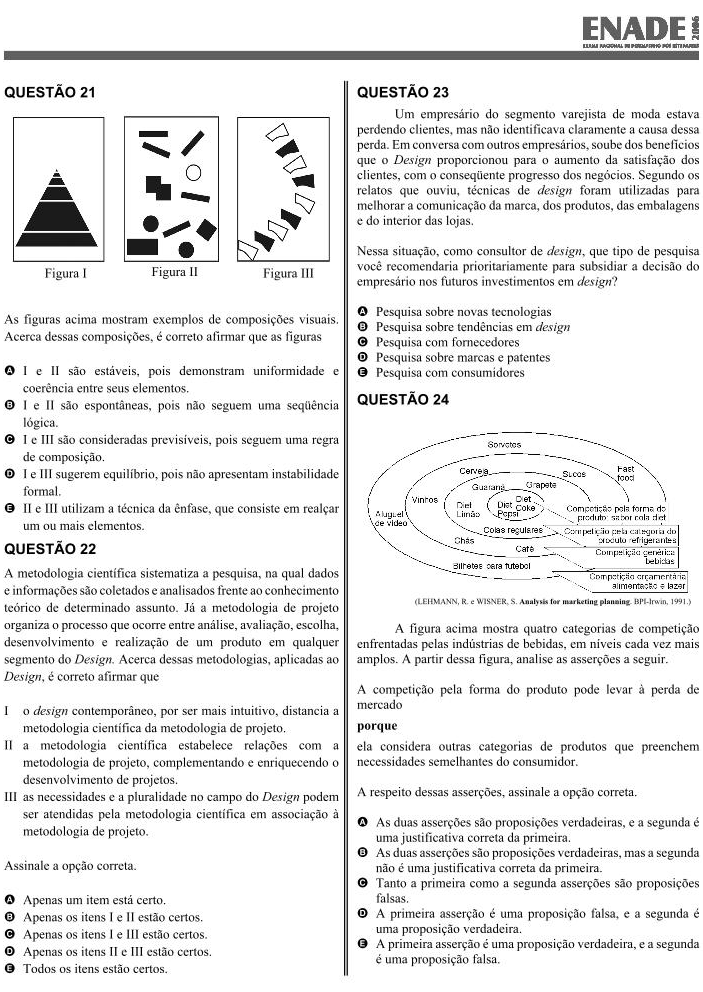 ENADE 2006
EXAME NACIONAL DE DESEMPENHO DOS ESTUDANTES
QUESTÃO 21
Figura I
Figura II
Figura III
As figuras acima mostram exemplos de composições visuais.
Acerca dessas composições, é correto afirmar que as figuras
A I e II são estáveis, pois demonstram uniformidade e
coerência entre seus elementos.
B I e II são espontâneas, pois não seguem uma seqüência
lógica.
C I e III são consideradas previsíveis, pois seguem uma regra
de composição.
D I e III sugerem equilíbrio, pois não apresentam instabilidade
formal.
E II e III utilizam a técnica da ênfase, que consiste em realçar
um ou mais elementos.
QUESTÃO 22
A metodologia científica sistematiza a pesquisa, na qual dados
e informações são coletados e analisados frente ao conhecimento
teórico de determinado assunto. Já a metodologia de projeto
organiza o processo que ocorre entre análise, avaliação, escolha,
desenvolvimento e realização de um produto em qualquer
segmento do Design. Acerca dessas metodologias, aplicadas ao
Design, é correto afirmar que
I o design contemporâneo, por ser mais intuitivo, distancia a
metodologia científica da metodologia de projeto.
II a metodologia científica estabelece relações com a
metodologia de projeto, complementando e enriquecendo o
desenvolvimento de projetos.
III as necessidades e a pluralidade no campo do Design podem
ser atendidas pela metodologia científica em associação à
metodologia de projeto.
Assinale a opção correta.
A Apenas um item está certo.
B Apenas os itens I e II estão certos.
C Apenas os itens I e III estão certos.
D Apenas os itens II e III estão certos.
E Todos os itens estão certos.
QUESTÃO 23
Um empresário do segmento varejista de moda estava
perdendo clientes, mas não identificava claramente a causa dessa
perda. Em conversa com outros empresários, soube dos benefícios
que o Design proporcionou para o aumento da satisfação dos
clientes, com o conseqüente progresso dos negócios. Segundo os
relatos que ouviu, técnicas de design foram utilizadas para
melhorar a comunicação da marca, dos produtos, das embalagens
e do interior das lojas.
Nessa situação, como consultor de design, que tipo de pesquisa
você recomendaria prioritariamente para subsidiar a decisão do
empresário nos futuros investimentos em design?
A Pesquisa sobre novas tecnologias
B Pesquisa sobre tendências em design
C Pesquisa com fornecedores
D Pesquisa sobre marcas e patentes
E Pesquisa com consumidores
QUESTÃO 24
Sorvetes
Cerveja
Sucos
Fast
food
Guaraná
Grapete
Vinhos
Diet
Limão
Diet
Pepsi
Diet
Coke
Aluguel
de vídeo
Competição pela forma do
produto: sabor cola diet
Colas regulares
Competição pela categoria do
produto refrigerantes
Chás
Café
Competição genérica
bebidas
Bilhetes para futebol
Competição orçamentária
alimentação e lazer
(LEHMANN, R. e WISNER, S. Analysis for marketing planning. BPI-Irwin, 1991.)
A figura acima mostra quatro categorias de competição
enfrentadas pelas indústrias de bebidas, em níveis cada vez mais
amplos. A partir dessa figura, analise as asserções a seguir.
A competição pela forma do produto pode levar à perda de
mercado
porque
ela considera outras categorias de produtos que preenchem
necessidades semelhantes do consumidor.
A respeito dessas asserções, assinale a opção correta.
A As duas asserções são proposições verdadeiras, e a segunda é
uma justificativa correta da primeira.
B As duas asserções são proposições verdadeiras, mas a segunda
não é uma justificativa correta da primeira.
C Tanto a primeira como a segunda asserções são proposições
falsas.
D A primeira asserção é uma proposição falsa, e a segunda é
uma proposição verdadeira.
E A primeira asserção é uma proposição verdadeira, e a segunda
é uma proposição falsa.